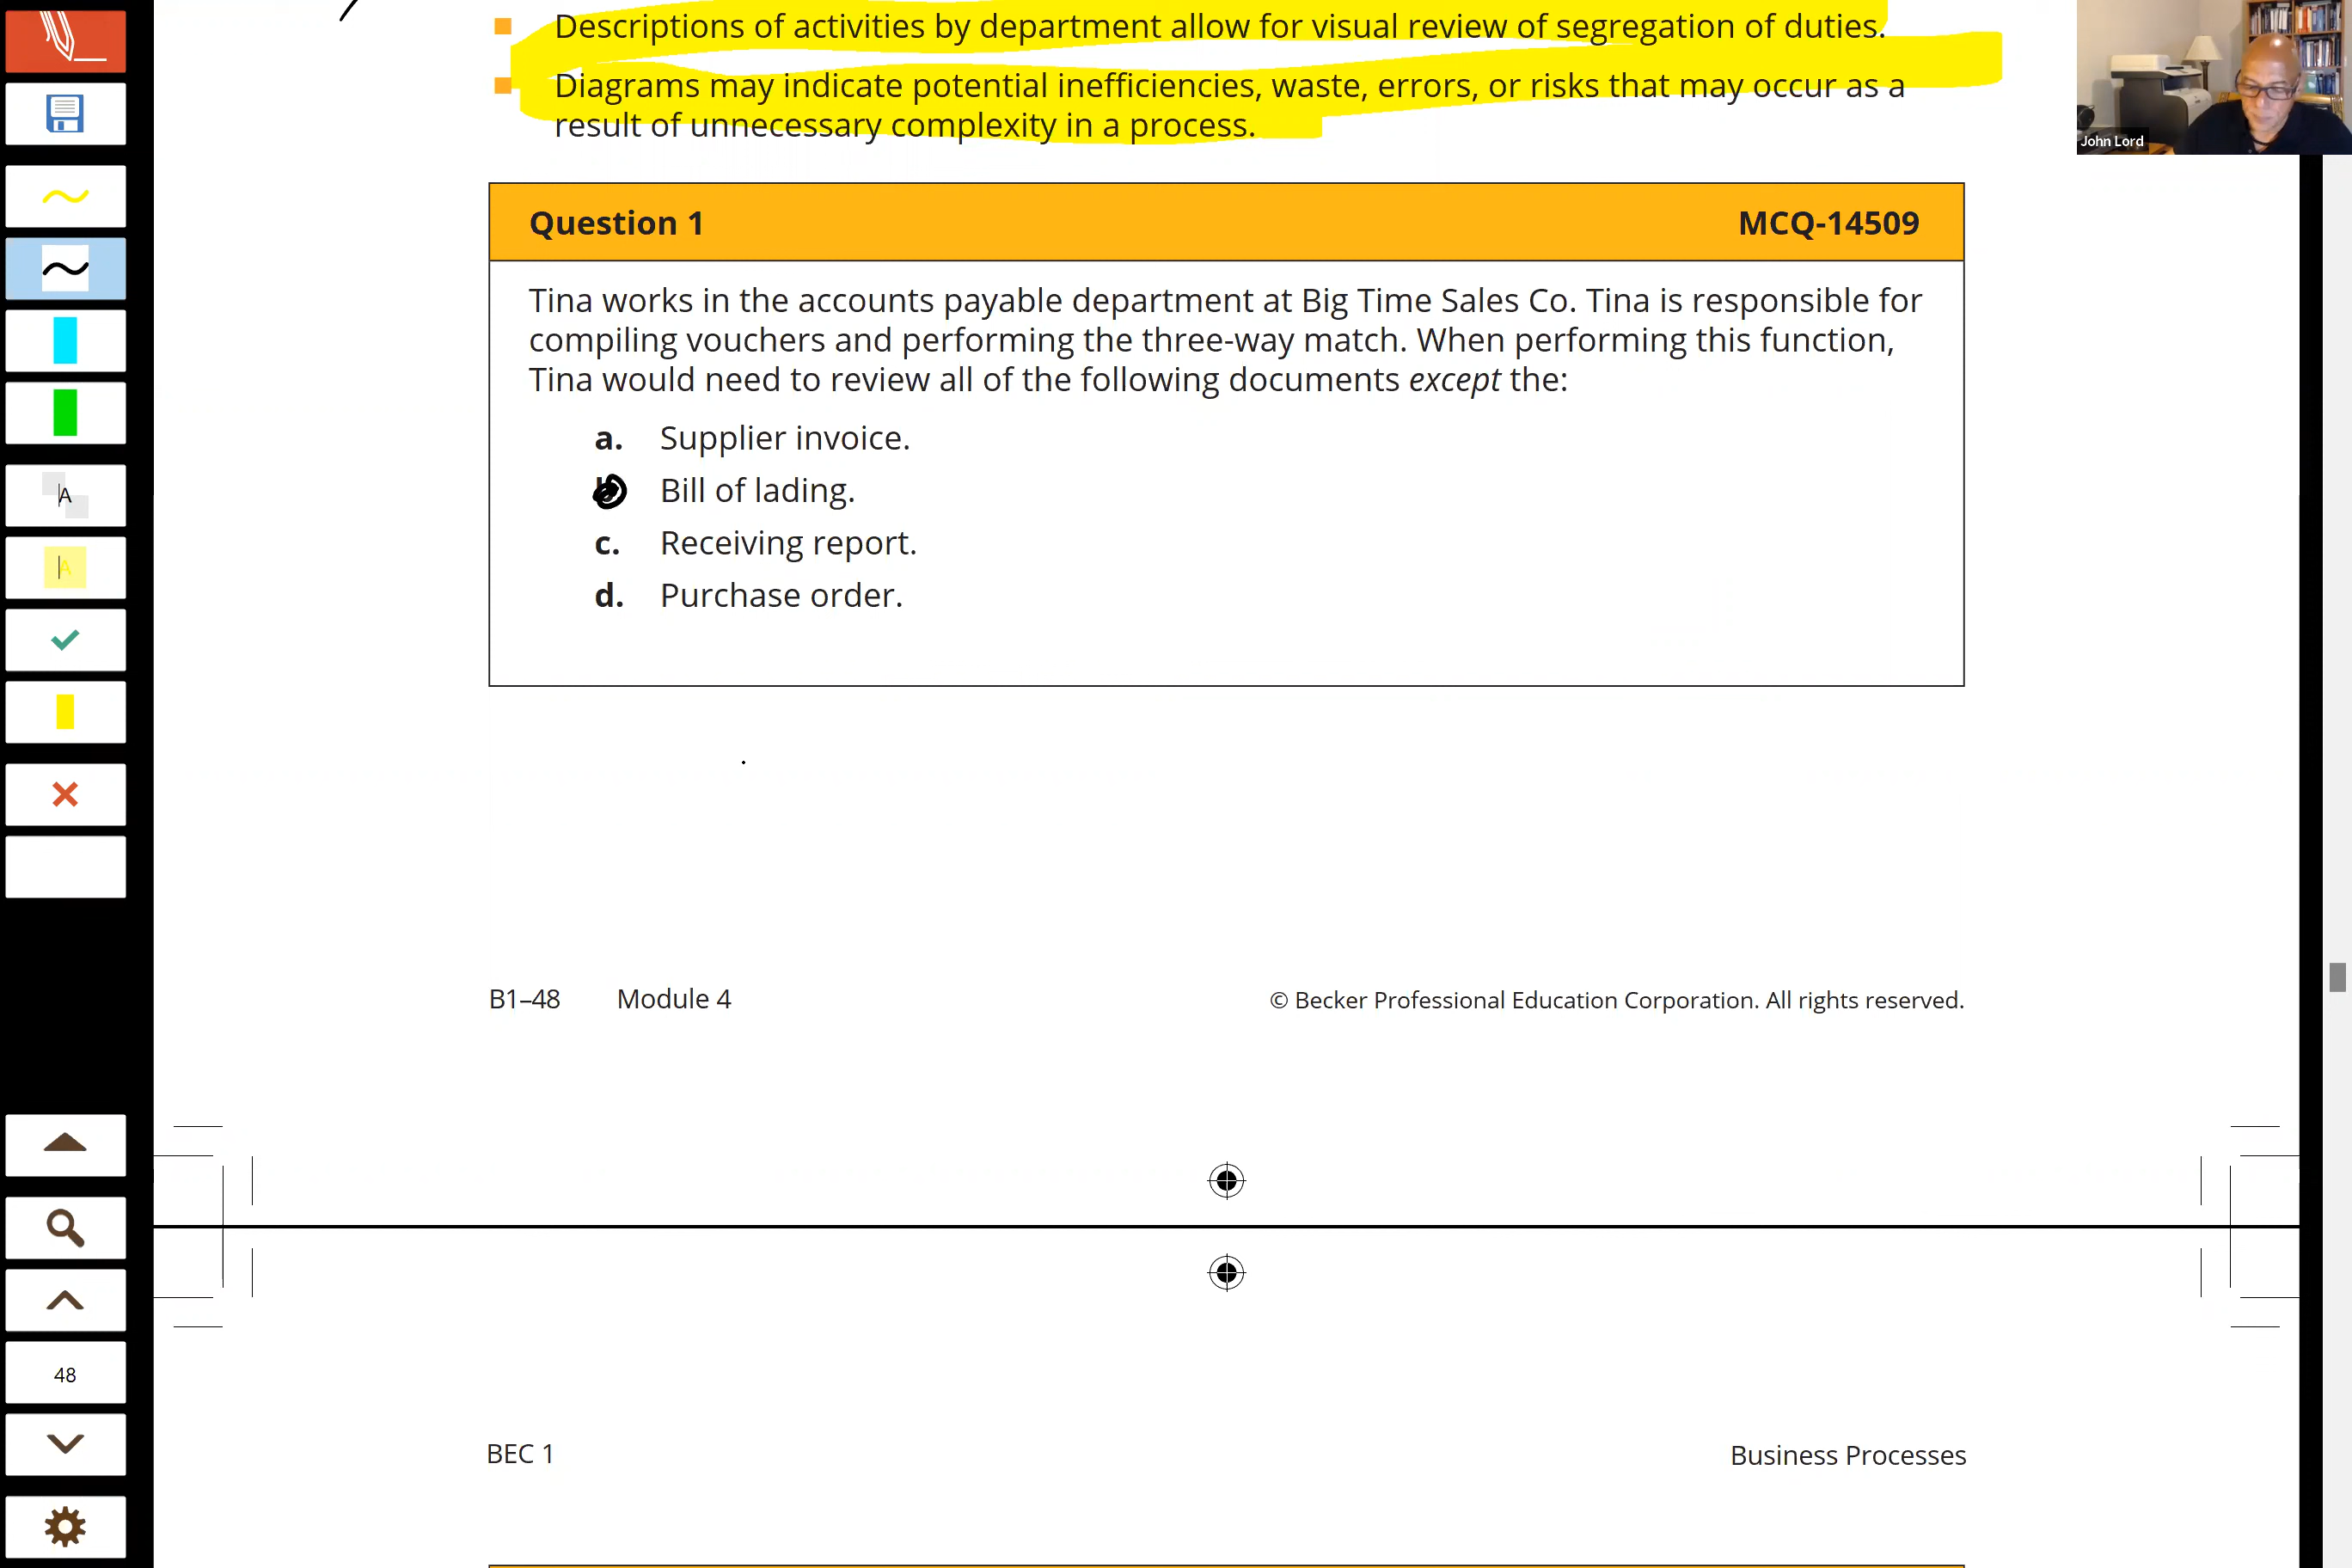 Descriptions of activities by department allow for visual review of segregation of duties.
Diagrams may indicate potential inefficiencies, waste, errors, or risks that may occur as a
result of unnecessary complexity in a process.
John Lord
Question 1 MCQ-14509
Tina works in the accounts payable department at Big Time Sales Co. Tina is responsible for
compiling vouchers and performing the three-way match. When performing this function,
Tina would need to review all of the following documents except the:
a. Supplier invoice.
b. Bill of lading.
c. Receiving report.
d. Purchase order.
A
A
B1–48 Module 4 © Becker Professional Education Corporation. All rights reserved.
48
BEC 1 Business Processes